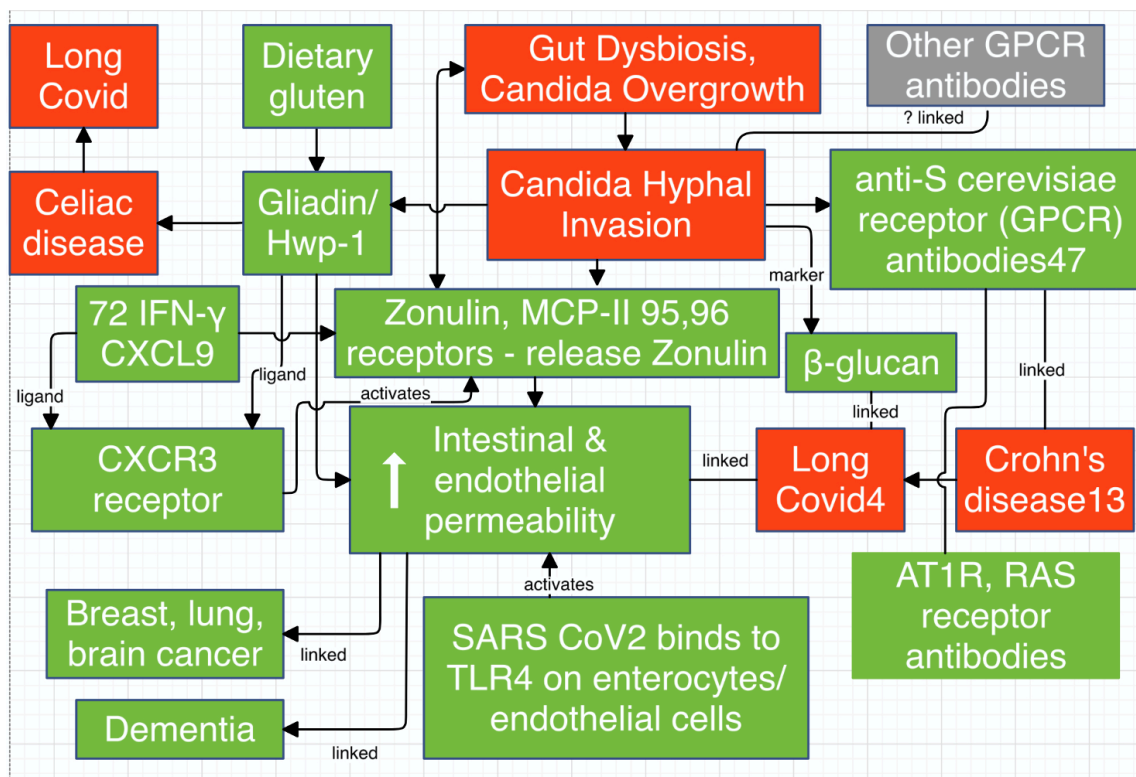 Long
Covid
Dietary
gluten
Gut Dysbiosis,
Candida Overgrowth
Other GPCR
antibodies
? linked
Celiac
disease
Gliadin/
Hwp-1
Candida Hyphal
Invasion
anti-S cerevisiae
receptor (GPCR)
antibodies47
marker
72 IFN-γ
CXCL9
Zonulin, MCP-II 95,96
receptors - release Zonulin
β-glucan
ligand
ligand
activates
linked
linked
CXCR3
receptor
Intestinal &
endothelial
permeability
linked
Long
Covid4
Crohn's
disease13
activates
Breast, lung,
brain cancer
linked
SARS CoV2 binds to
TLR4 on enterocytes/
endothelial cells
AT1R, RAS
receptor
antibodies
Dementia
linked